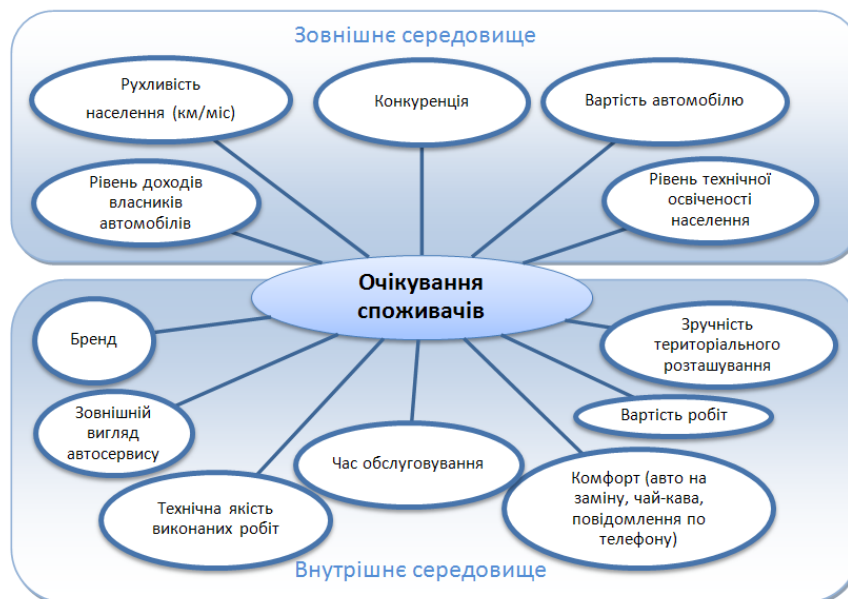 Зовнішнє середовище
Рухливість
населення (км/міс)
Конкуренція
Вартість автомобілю
Рівень доходів
власників
автомобілів
Рівень технічної
освіченості
населення
Очікування
споживачів
Бренд
Зручність
територіального
розташування
Зовнішній
вигляд
автосервису
Вартість робіт
Час обслуговування
Технічна якість
виконаних робіт
Комфорт (авто на
заміну, чай-кава,
повідомлення по
телефону)
Внутрішнє середовище